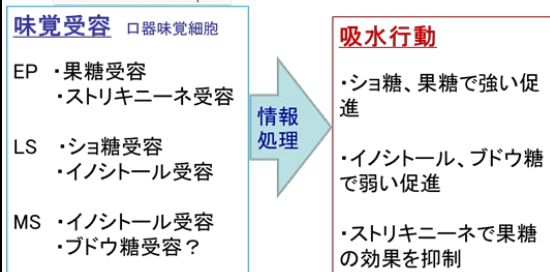 味覚受容 口器味覚細胞
EP ・果糖受容
・ストリキニーネ受容
LS ・ショ糖受容
・イノシトール受容
MS ・イノシトール受容
・ブドウ糖受容？
情報
処理
吸水行動
・ショ糖、果糖で強い促
進
・イノシトール、ブドウ糖
で弱い促進
・ストリキニーネで果糖
の効果を抑制